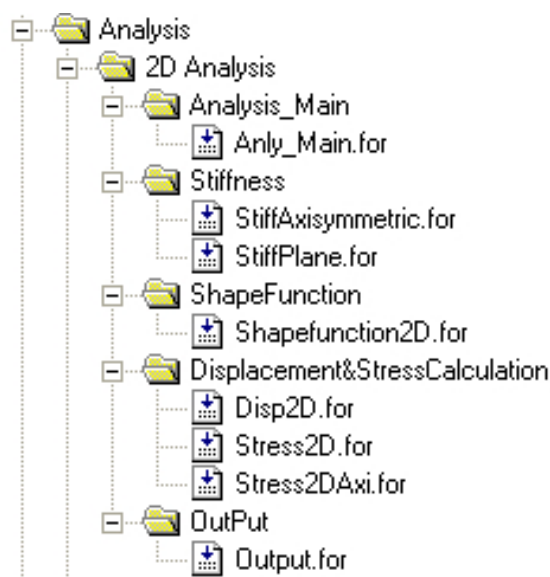 Analysis
2D Analysis
Analysis_Main
Anly_Main.for
Stiffness
StiffAxisymmetric.for
StiffPlane.for
ShapeFunction
Shapefunction2D.for
Displacement&StressCalculation
Disp2D.for
Stress2D.for
Stress2DAxi.for
OutPut
Output.for